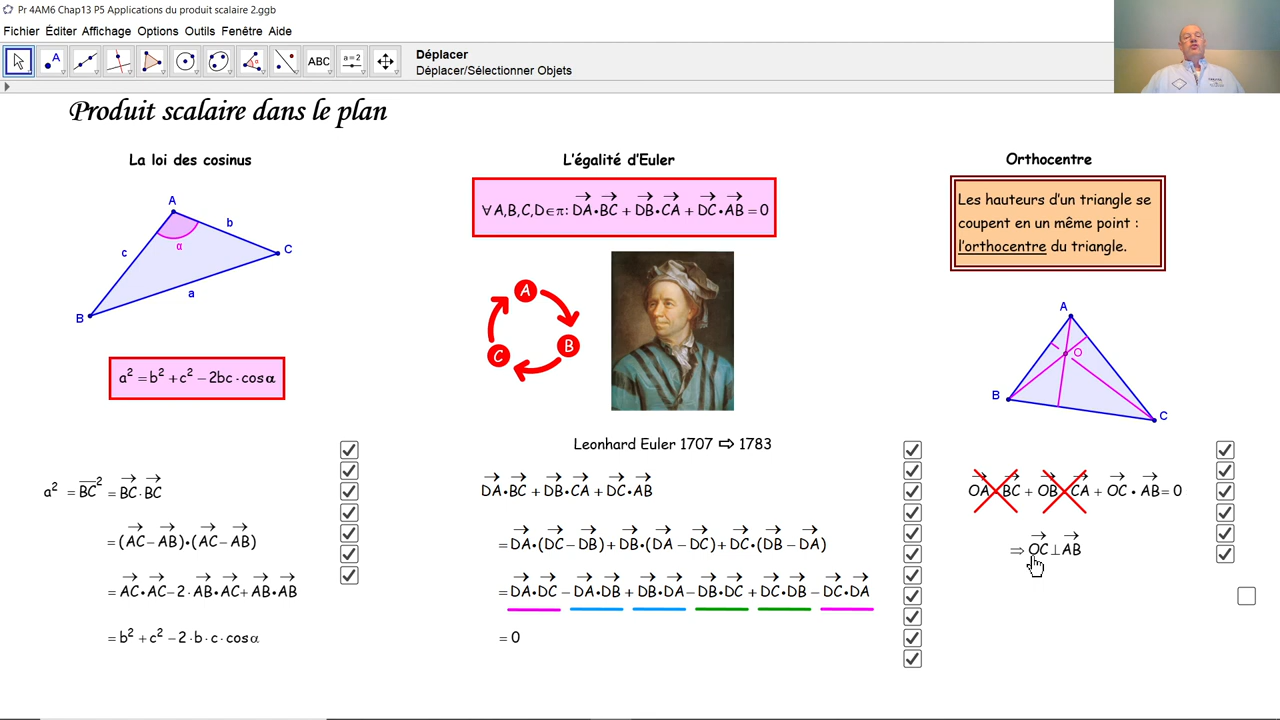 Pr 4AM6 Chap13 P5 Applications du produit scalaire 2.ggb
Fichier Éditer Affichage Options Outils Fenêtre Aide
A
α
ABC
a=2
Déplacer
Déplacer/Sélectionner Objets
Produit scalaire dans le plan
La loi des cosinus
A
b
c
α
C
a
B
a² = b² + c² − 2bc · cosα
a² = BC² = BC · BC
= (AC − AB) • (AC − AB)
= AC • AC − 2 · AB • AC + AB • AB
= b² + c² − 2 · b · c · cosα
L'égalité d'Euler
∀ A,B,C,D ∈ π : DA • BC + DB • CA + DC • AB = 0
A
B
C
Leonhard Euler 1707 ⇨ 1783
DA • BC + DB • CA + DC • AB
= DA • (DC − DB) + DB • (DA − DC) + DC • (DB − DA)
= DA • DC − DA • DB + DB • DA − DB • DC + DC • DB − DC • DA
= 0
Orthocentre
Les hauteurs d'un triangle se
coupent en un même point :
l'orthocentre du triangle.
A
O
B
C
OA • BC + OB • CA + OC • AB = 0
⇒ OC ⊥ AB